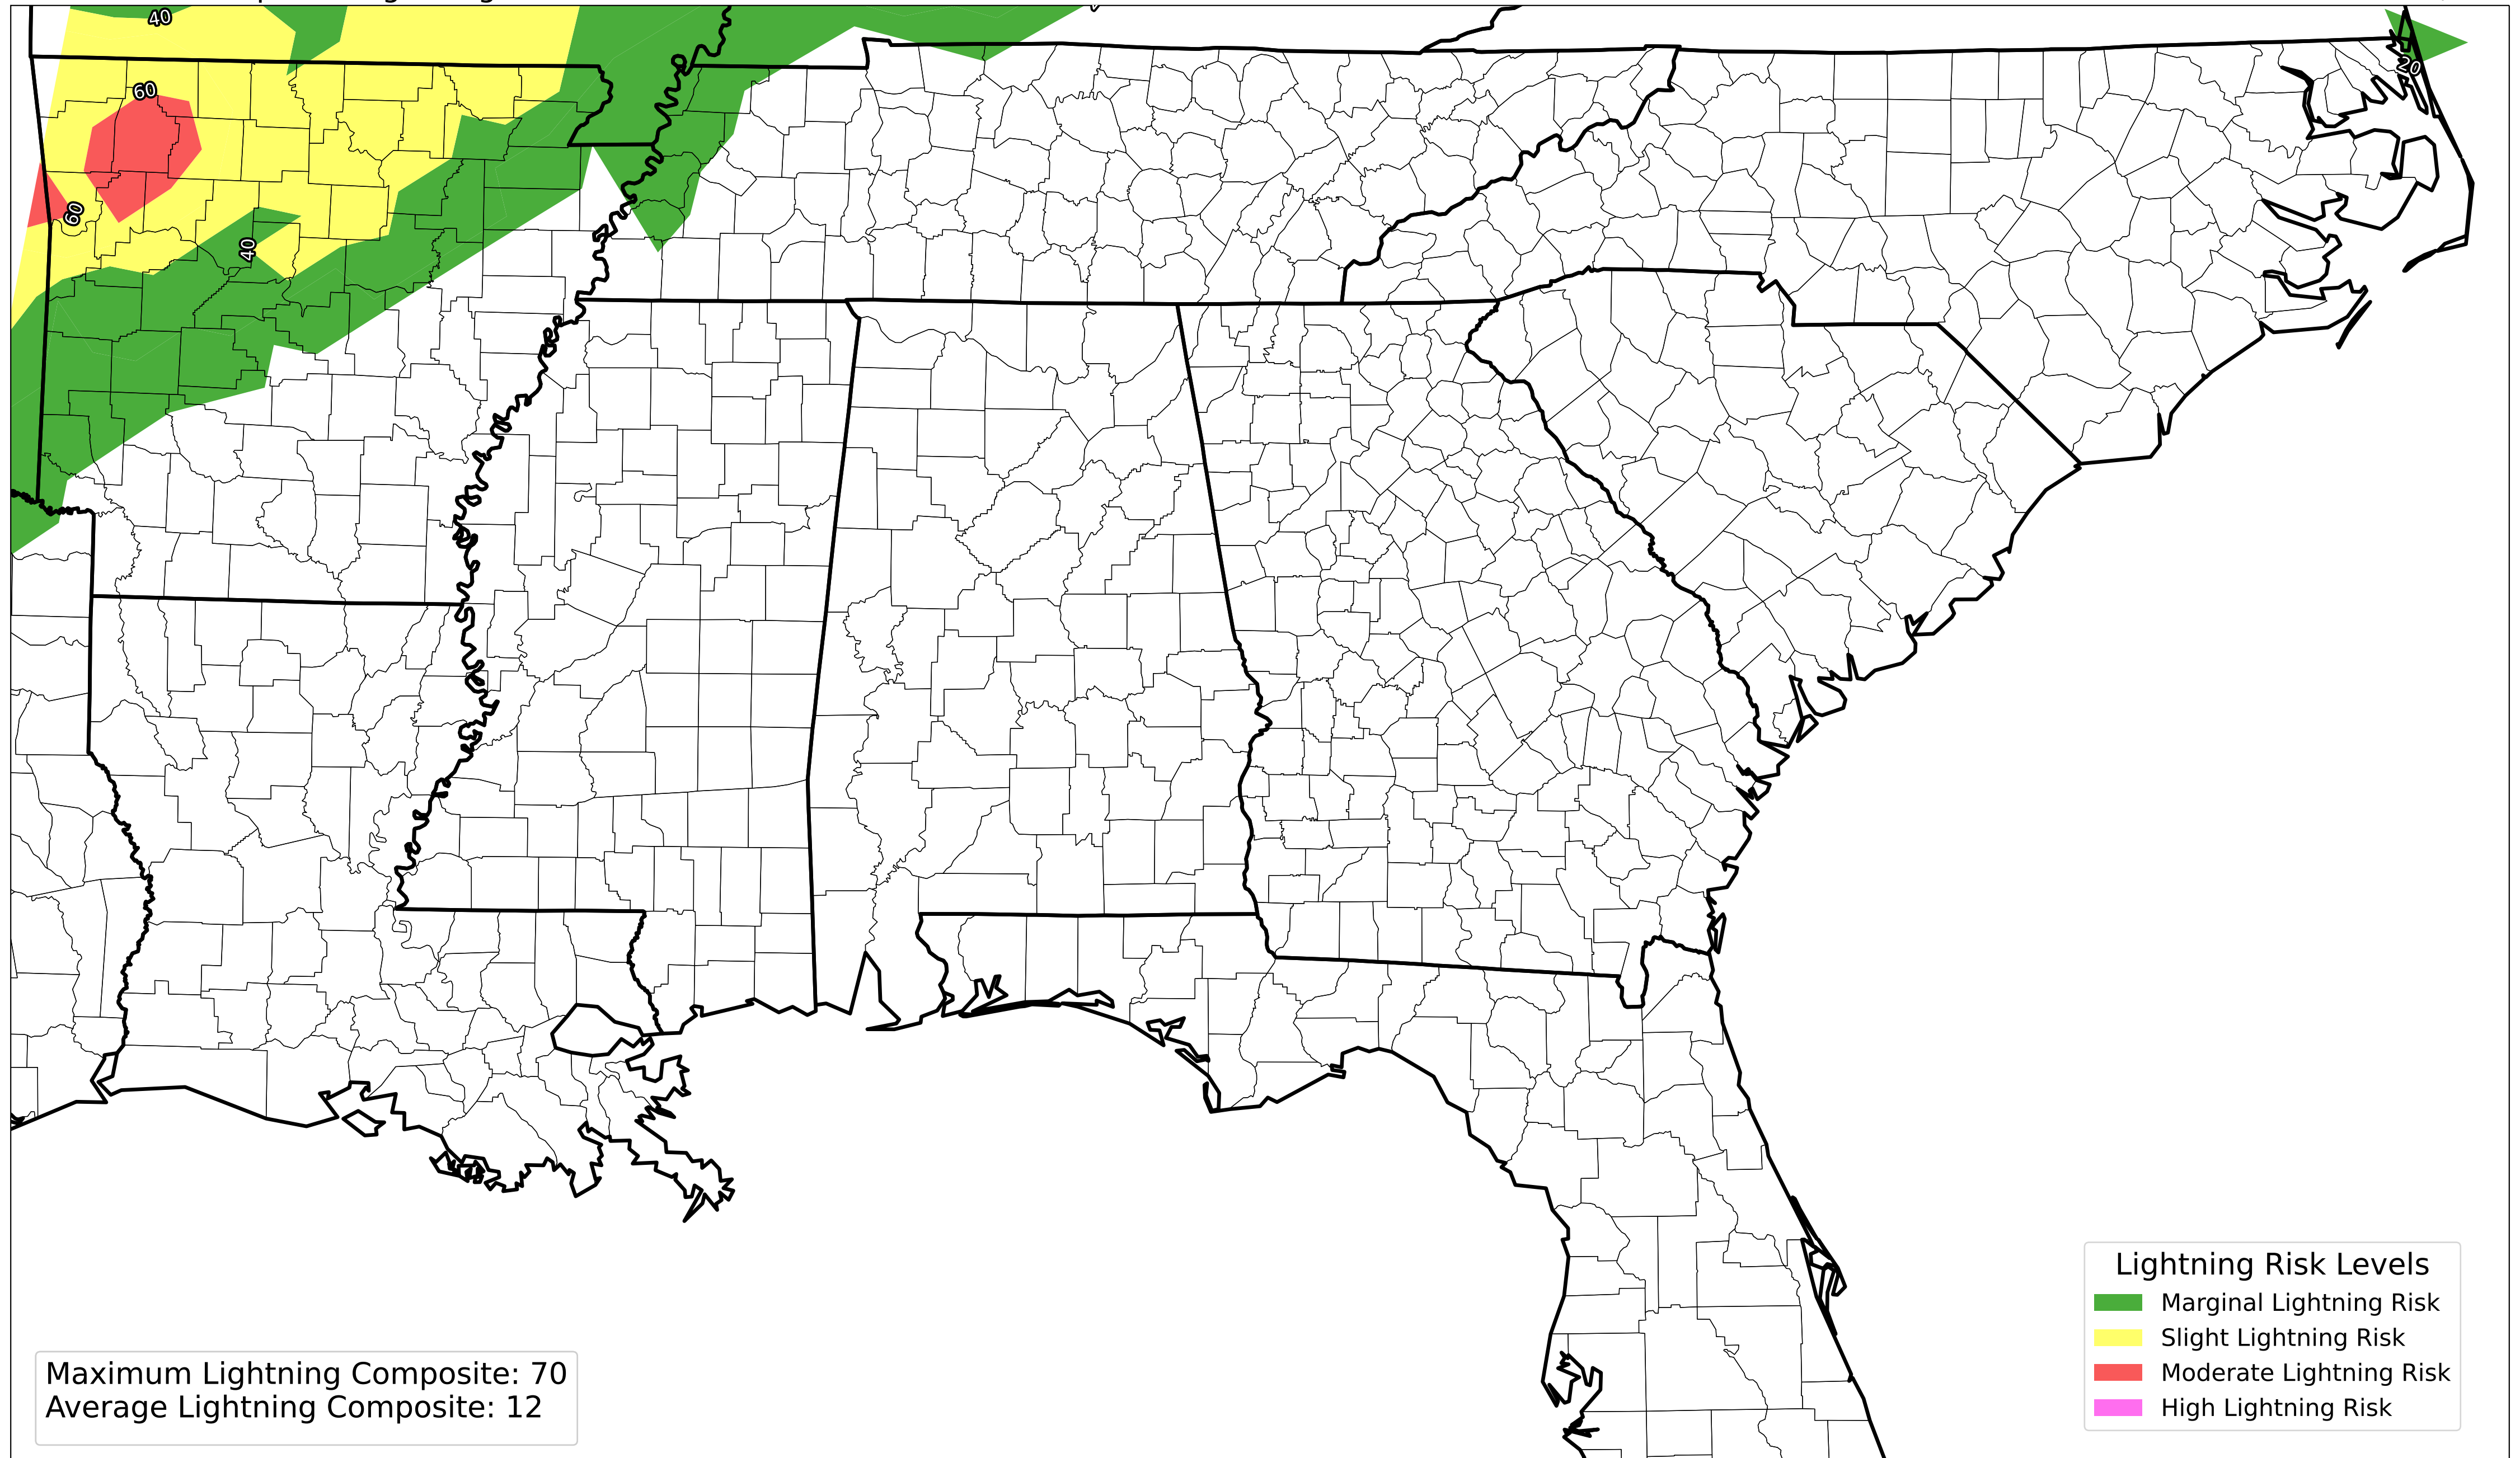 40
60
60
40
20
Lightning Risk Levels
Marginal Lightning Risk
Slight Lightning Risk
Moderate Lightning Risk
High Lightning Risk
Maximum Lightning Composite: 70
Average Lightning Composite: 12